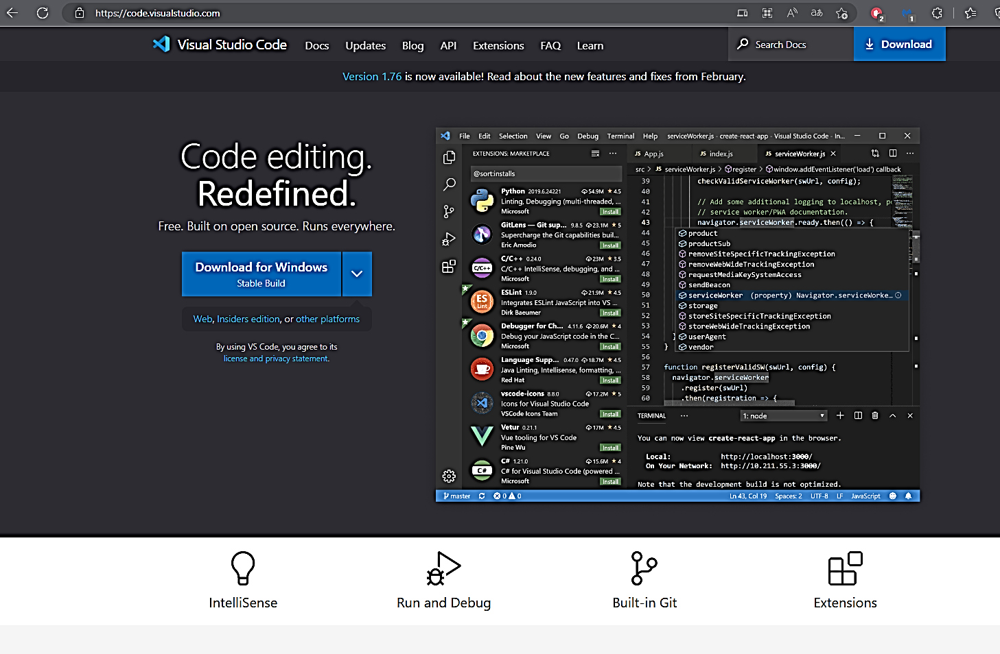 https://code.visualstudio.com
2
1
Visual Studio Code
Docs
Updates
Blog
API
Extensions
FAQ
Learn
Search Docs
Download
Version 1.76 is now available! Read about the new features and fixes from February.
Code editing.
Redefined.
Free. Built on open source. Runs everywhere.
Download for Windows
Stable Build
Web, Insiders edition, or other platforms
By using VS Code, you agree to its
license and privacy statement.
File Edit Selection View Go Debug Terminal Help serviceWorker.js - create-react-app - Visual Studio Code - In...
EXTENSIONS: MARKETPLACE
@sort:installs
Python 2019.6.24221 54.9M ★ 4.5
Linting, Debugging (multi-threaded, ...
Microsoft Install
GitLens — Git sup... 9.8.5 23.1M ★ 5
Supercharge the Git capabilities buil...
Eric Amodio Install
C/C++
C/C++ 0.24.0 23M ★ 3.5
C/C++ IntelliSense, debugging, and ...
Microsoft Install
ES
Lint
ESLint 1.9.0 21.9M ★ 4.5
Integrates ESLint JavaScript into VS ...
Dirk Baeumer Install
Debugger for Ch... 4.11.6 20.6M ★ 4
Debug your JavaScript code in the C...
Microsoft Install
Language Supp... 0.47.0 18.7M ★ 4.5
Java Linting, Intellisense, formatting, ...
Red Hat Install
vscode-icons 8.8.0 17.2M ★ 5
Icons for Visual Studio Code
VSCode Icons Team Install
Vetur 0.21.1 17M ★ 4.5
Vue tooling for VS Code
Pine Wu Install
C#
C# 1.21.0 15.6M ★ 4
C# for Visual Studio Code (powered ...
Microsoft Install
JS App.js
JS index.js
JS serviceWorker.js
src > JS serviceWorker.js > register > window.addEventListener('load') callback
39 checkValidServiceWorker(swUrl, config);
40
41 // Add some additional logging to localhost, p
42 // service worker/PWA documentation.
43 navigator.serviceWorker.ready.then(() => {
44 product
45 productSub
46 removeSiteSpecificTrackingException
47 removeWebWideTrackingException
48 requestMediaKeySystemAccess
49 sendBeacon
50 serviceWorker (property) Navigator.serviceWorke...
51 storage
52 storeSiteSpecificTrackingException
53 storeWebWideTrackingException
54 } userAgent
55 } vendor
56
57 function registerValidSW(swUrl, config) {
58 navigator.serviceWorker
59 .register(swUrl)
60 .then(registration => {
TERMINAL ... 1: node
You can now view create-react-app in the browser.
Local: http://localhost:3000/
On Your Network: http://10.211.55.3:3000/
Note that the development build is not optimized.
master 0 0 Ln 43, Col 19 Spaces: 2 UTF-8 LF JavaScript
IntelliSense
Run and Debug
Built-in Git
Extensions